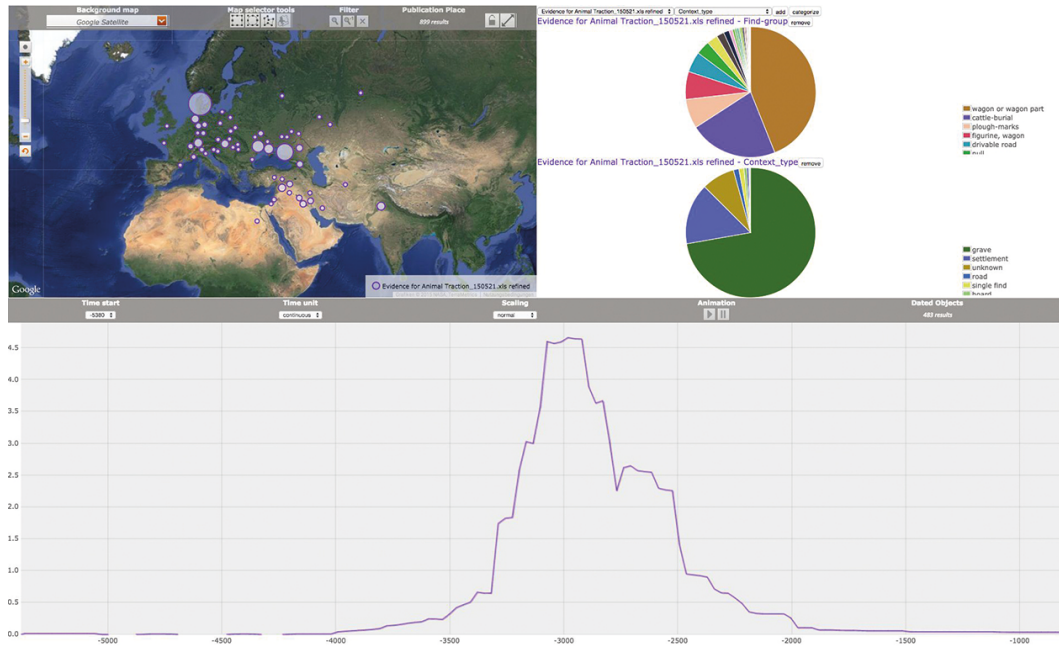 Background map
Google Satellite
Map selector tools
Filter
Publication Place
899 results
Google
Evidence for Animal Traction_150521.xls refined
Evidence for Animal Traction_150521.xls refined
Context_type
add
categorize
Evidence for Animal Traction_150521.xls refined - Find-group
remove
wagon or wagon part
cattle-burial
plough-marks
figurine, wagon
drivable road
null
Evidence for Animal Traction_150521.xls refined - Context_type
remove
grave
settlement
unknown
road
single find
hoard
Time start
-5380
Time unit
continuous
Scaling
normal
Animation
Dated Objects
483 results
4.5
4.0
3.5
3.0
2.5
2.0
1.5
1.0
0.5
0.0
-5000
-4500
-4000
-3500
-3000
-2500
-2000
-1500
-1000